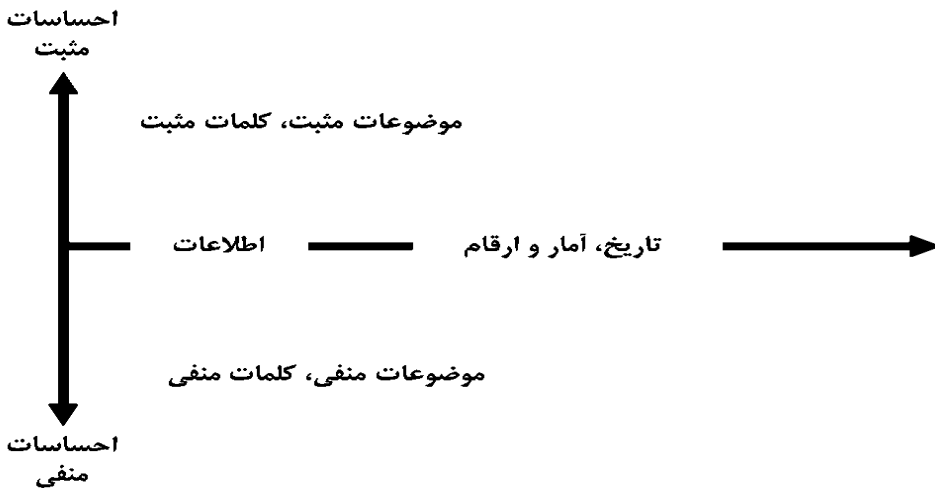 احساسات
مثبت
موضوعات مثبت، کلمات مثبت
تاریخ، آمار و ارقام
اطلاعات
موضوعات منفی، کلمات منفی
احساسات
منفی